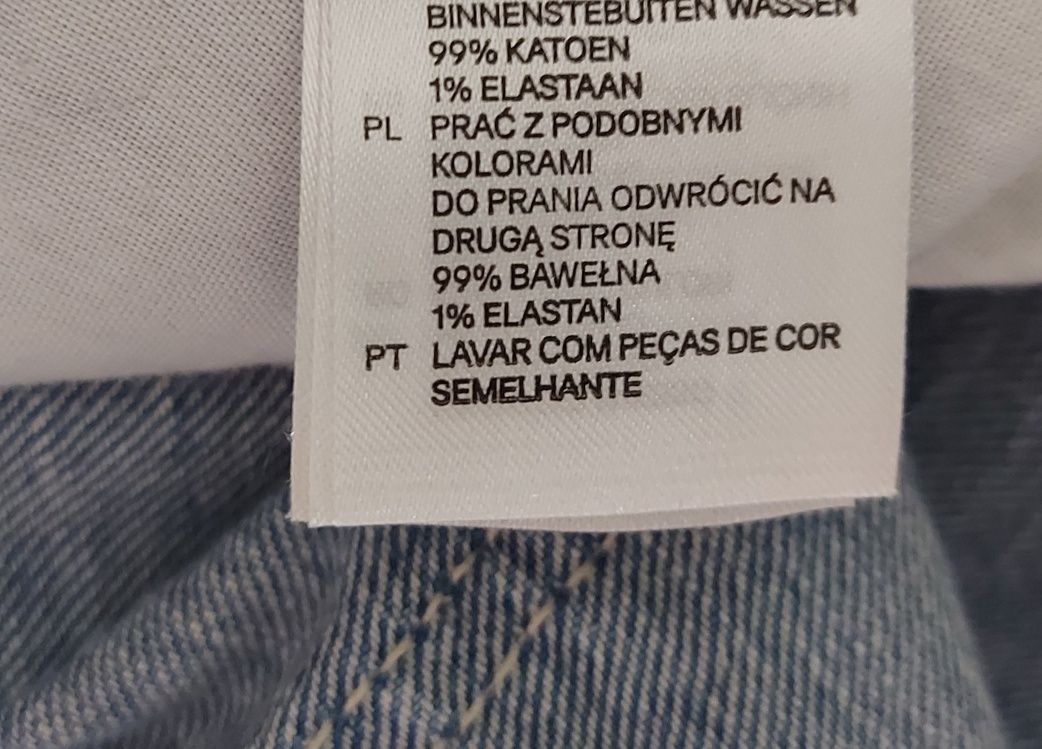 BINNENSTEBUITEN WASSEN
99% KATOEN
1% ELASTAAN
PL PRAĆ Z PODOBNYMI
KOLORAMI
DO PRANIA ODWRÓCIĆ NA
DRUGĄ STRONĘ
99% BAWEŁNA
1% ELASTAN
PT LAVAR COM PEÇAS DE COR
SEMELHANTE